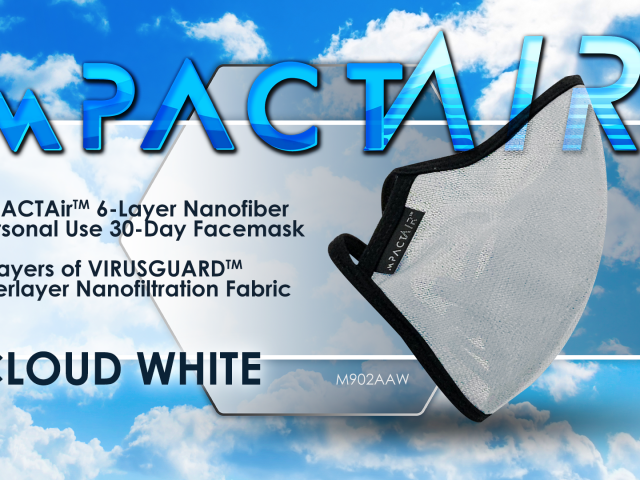 MPACTAIR
ACTAir™ 6-Layer Nanofiber
rsonal Use 30-Day Facemask
ayers of VIRUSGUARD™
erlayer Nanofiltration Fabric
CLOUD WHITE
M902AAW
IMPACTAIR™